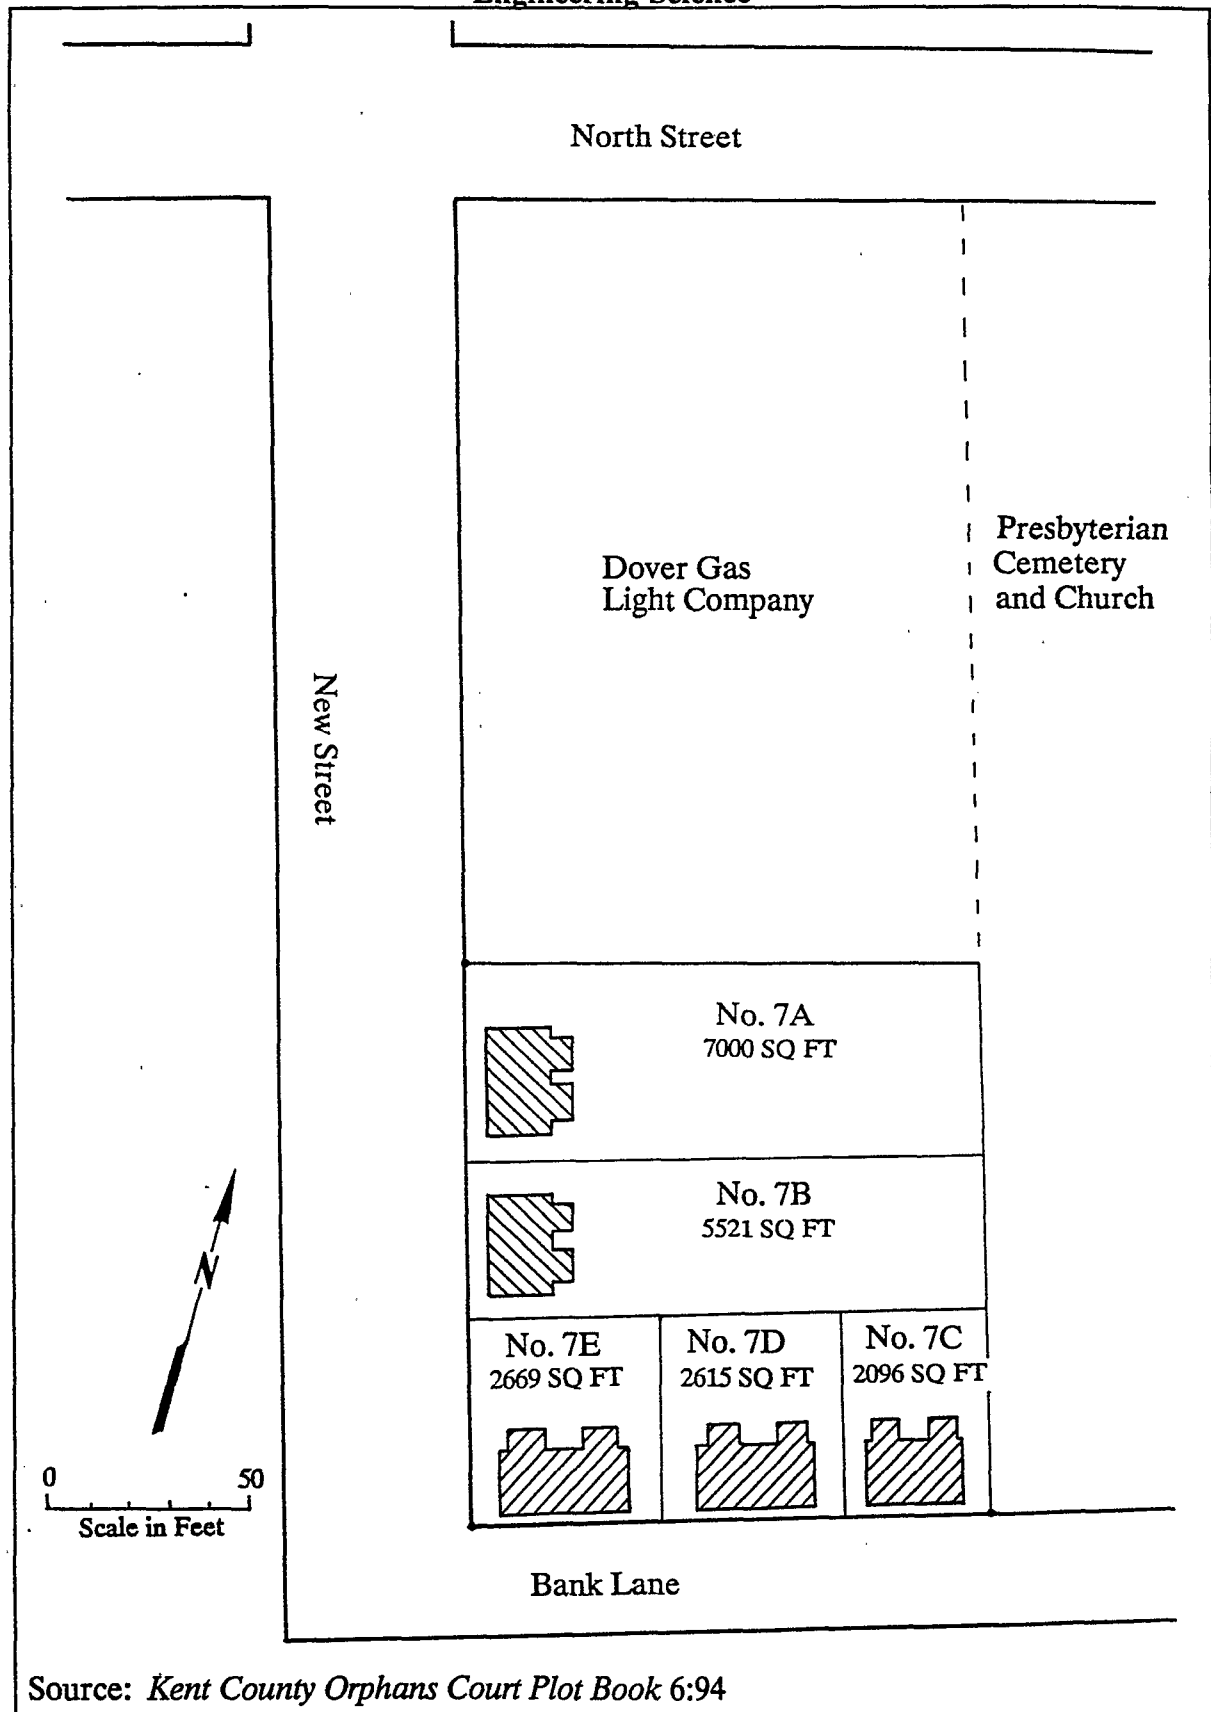 Engineering-Science
North Street
Presbyterian
Cemetery
and Church
Dover Gas
Light Company
New Street
No. 7A
7000 SQ FT
No. 7B
5521 SQ FT
No. 7E
2669 SQ FT
No. 7D
2615 SQ FT
No. 7C
2096 SQ FT
N
0 50
Scale in Feet
Bank Lane
Source: Kent County Orphans Court Plot Book 6:94